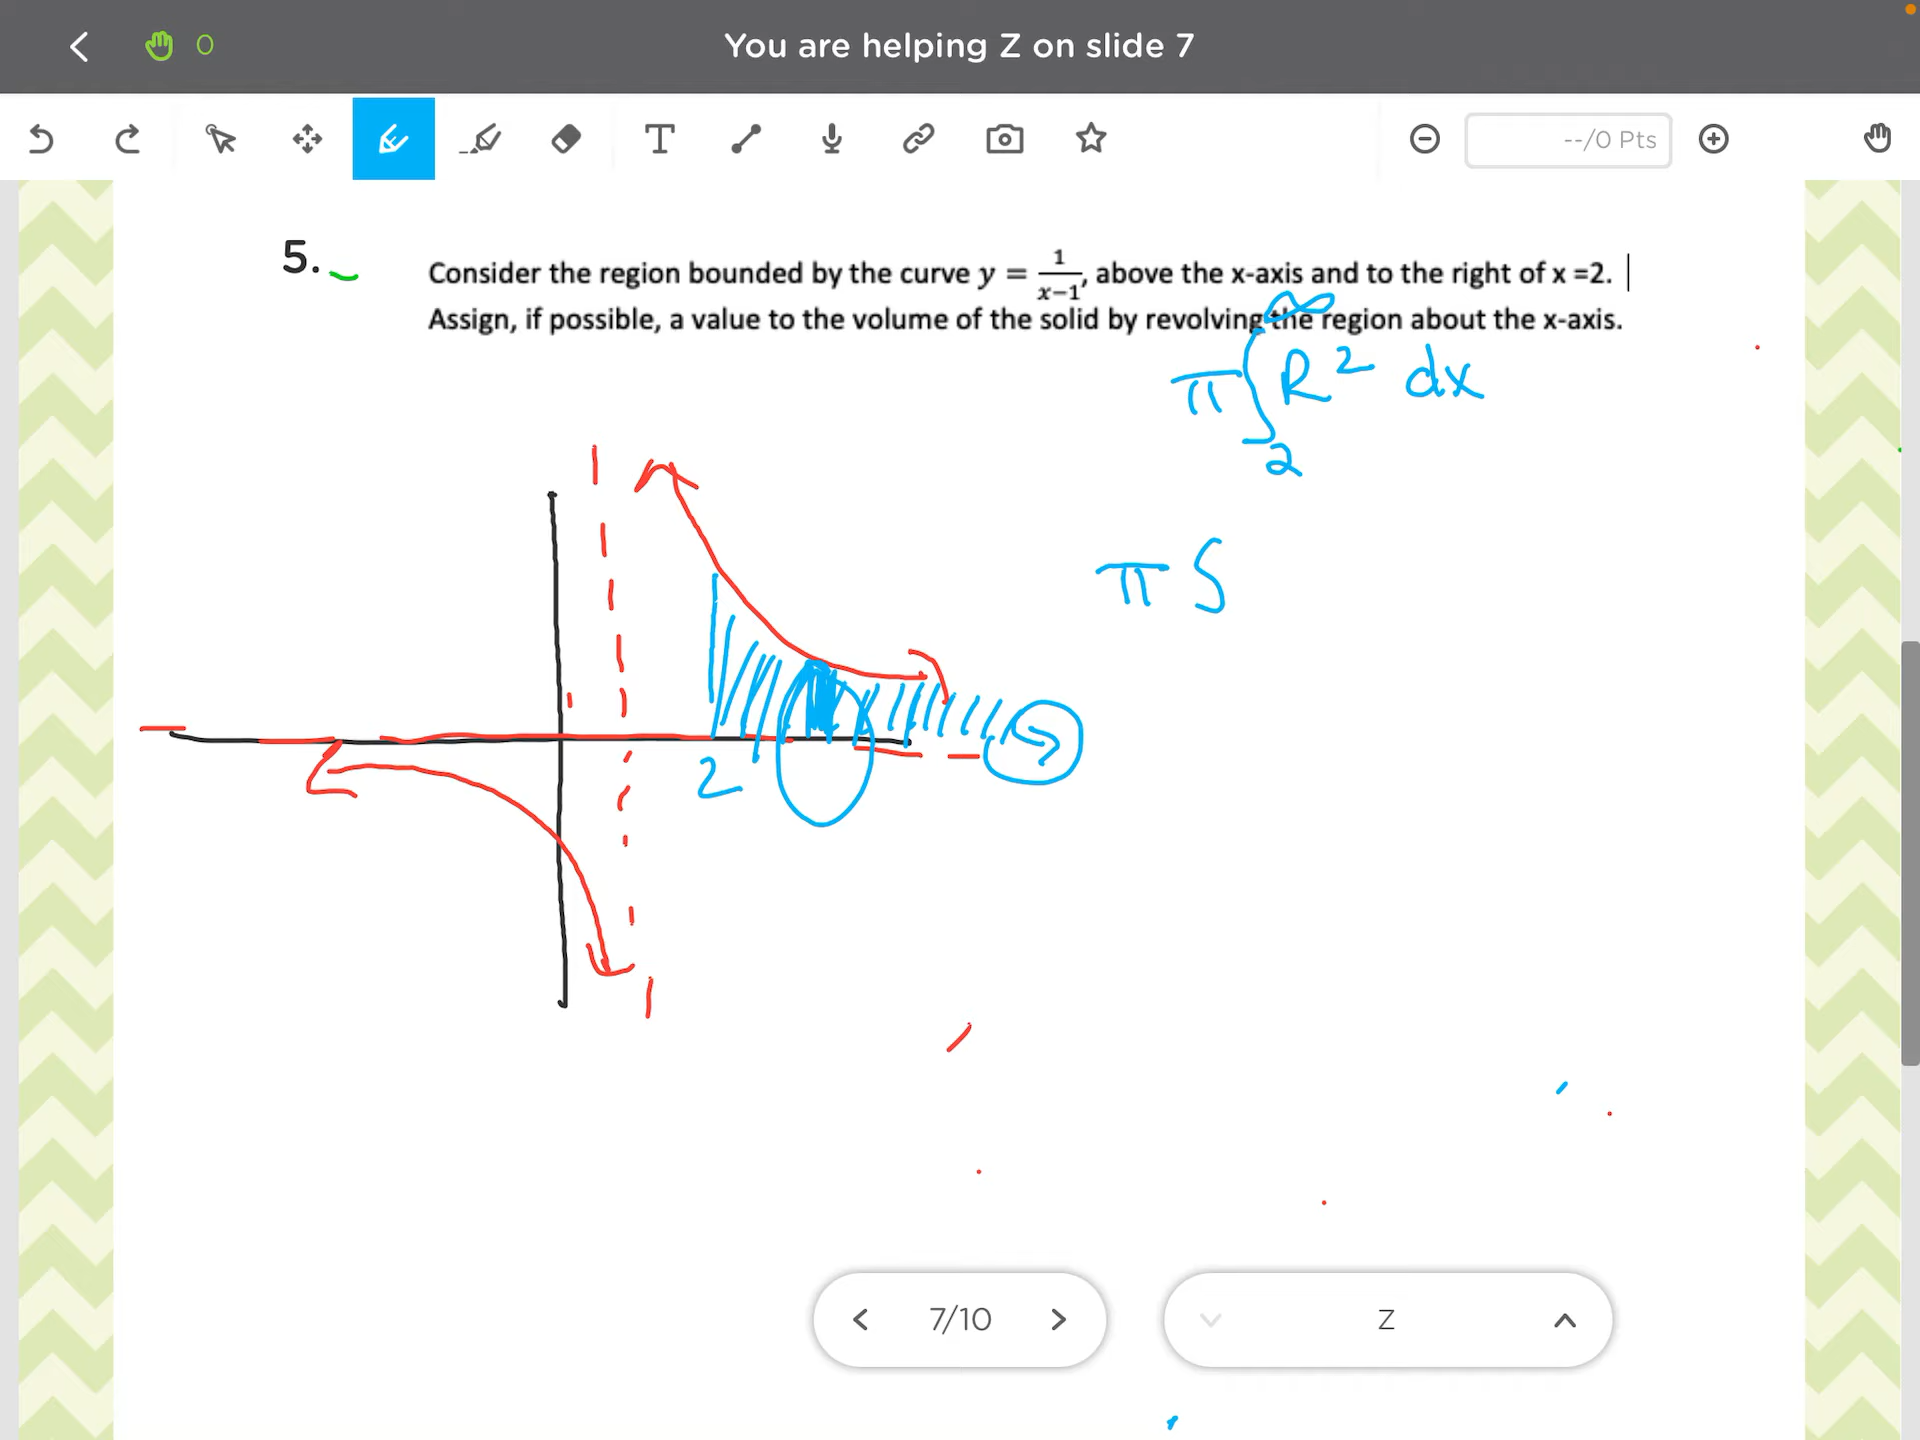 0
You are helping Z on slide 7
T
--/0 Pts
5.
Consider the region bounded by the curve y = 1/(x−1), above the x-axis and to the right of x =2.
Assign, if possible, a value to the volume of the solid by revolving the region about the x-axis.
π ∫₂^∞ R² dx
π ∫
2
7/10
Z